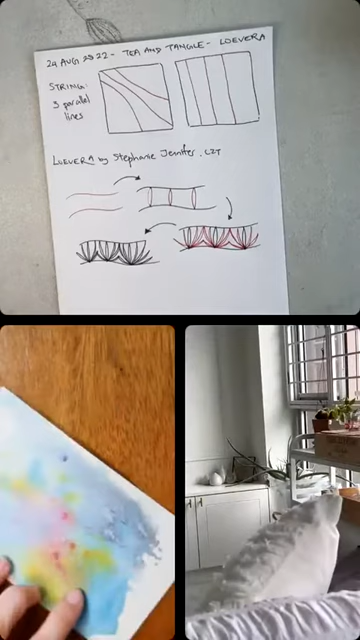 24 AUG 2022 - TEA AND TANGLE - LOEVERA
STRING:
3 parallel
lines
LOEVERA by Stephanie Jennifer, CZT